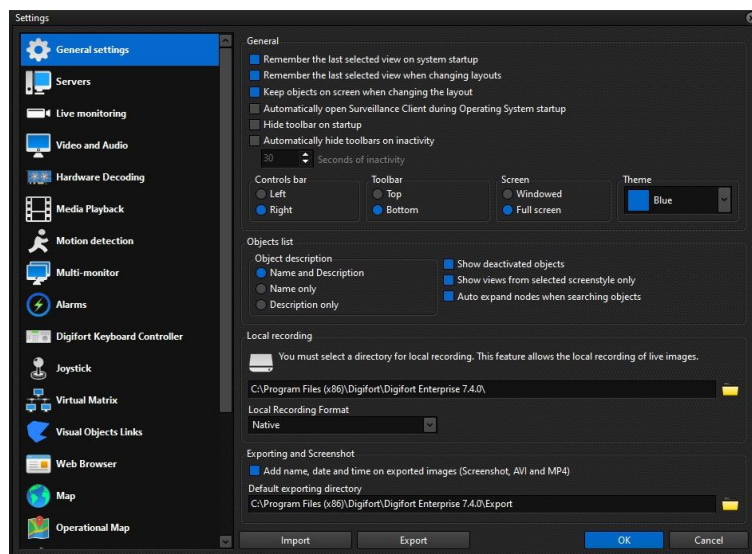 Settings
General settings
Servers
Live monitoring
Video and Audio
Hardware Decoding
Media Playback
Motion detection
Multi-monitor
Alarms
Digifort Keyboard Controller
Joystick
Virtual Matrix
Visual Objects Links
Web Browser
Map
Operational Map
General
Remember the last selected view on system startup
Remember the last selected view when changing layouts
Keep objects on screen when changing the layout
Automatically open Surveillance Client during Operating System startup
Hide toolbar on startup
Automatically hide toolbars on inactivity
30 Seconds of inactivity
Controls bar
Left
Right
Toolbar
Top
Bottom
Screen
Windowed
Full screen
Theme
Blue
Objects list
Object description
Name and Description
Name only
Description only
Show deactivated objects
Show views from selected screenstyle only
Auto expand nodes when searching objects
Local recording
You must select a directory for local recording. This feature allows the local recording of live images.
C:\Program Files (x86)\Digifort\Digifort Enterprise 7.4.0\
Local Recording Format
Native
Exporting and Screenshot
Add name, date and time on exported images (Screenshot, AVI and MP4)
Default exporting directory
C:\Program Files (x86)\Digifort\Digifort Enterprise 7.4.0\Export
Import
Export
OK
Cancel